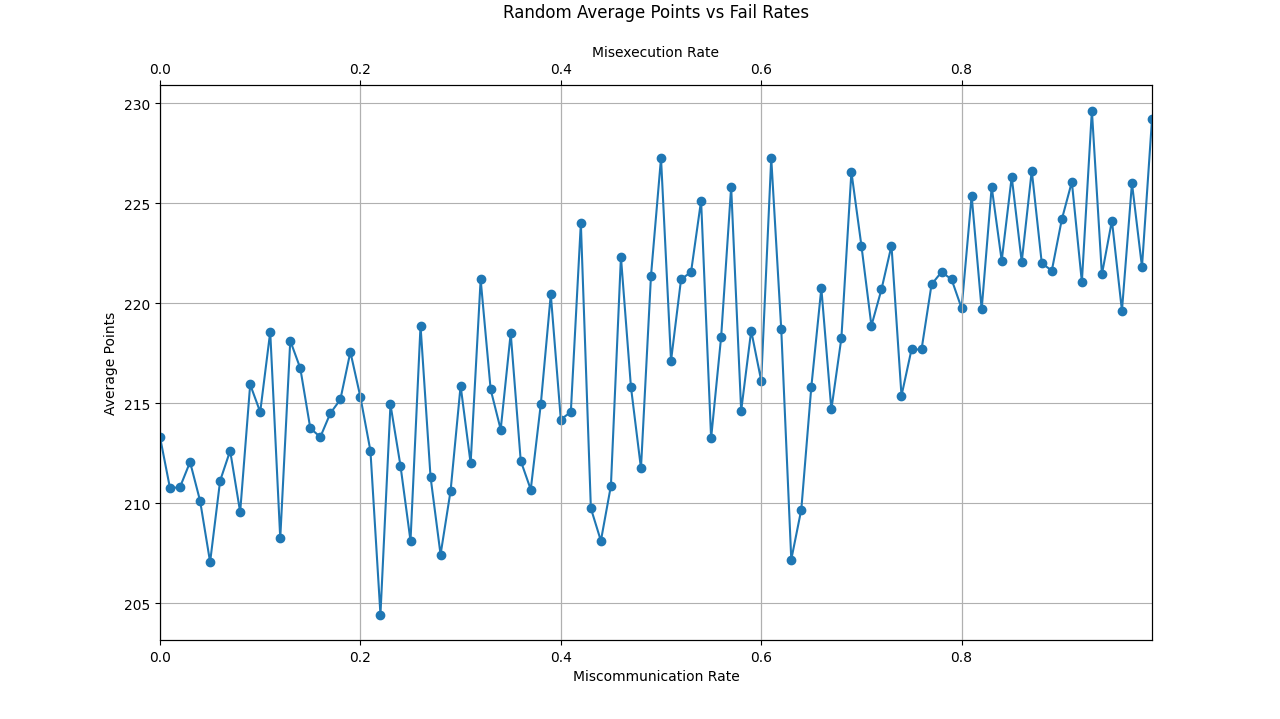 Random Average Points vs Fail Rates
Misexecution Rate
0.0 0.2 0.4 0.6 0.8
230
225
220
215
210
205
Average Points
0.0 0.2 0.4 0.6 0.8
Miscommunication Rate